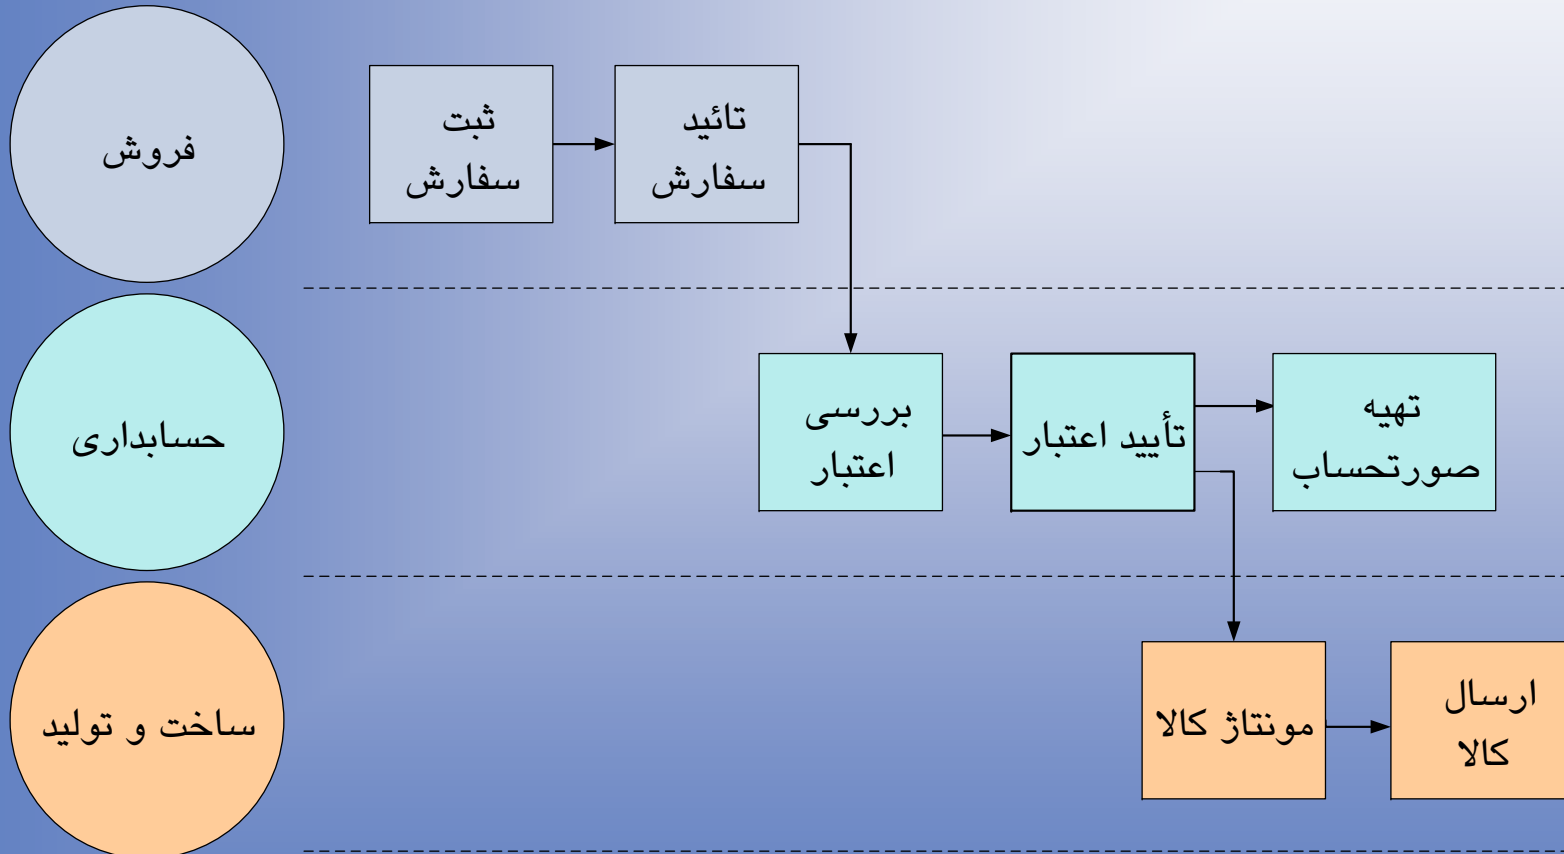 فروش
ثبت
سفارش
تائید
سفارش
حسابداری
بررسی
اعتبار
تأیید اعتبار
تهیه
صورتحساب
ساخت و تولید
مونتاژ کالا
ارسال
کالا